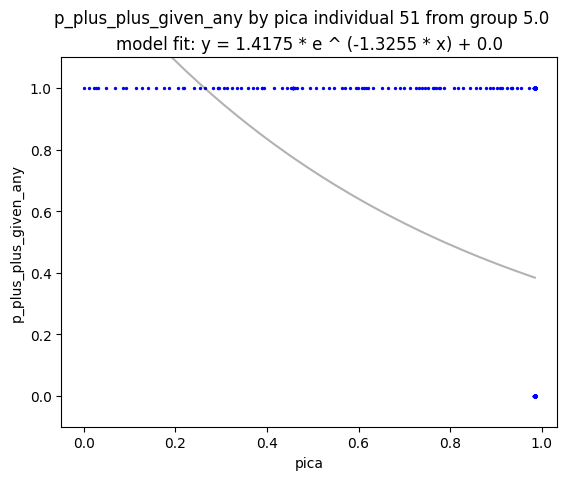 p_plus_plus_given_any by pica individual 51 from group 5.0
model fit: y = 1.4175 * e ^ (-1.3255 * x) + 0.0
1.0
0.8
0.6
0.4
0.2
0.0
p_plus_plus_given_any
0.0 0.2 0.4 0.6 0.8 1.0
pica